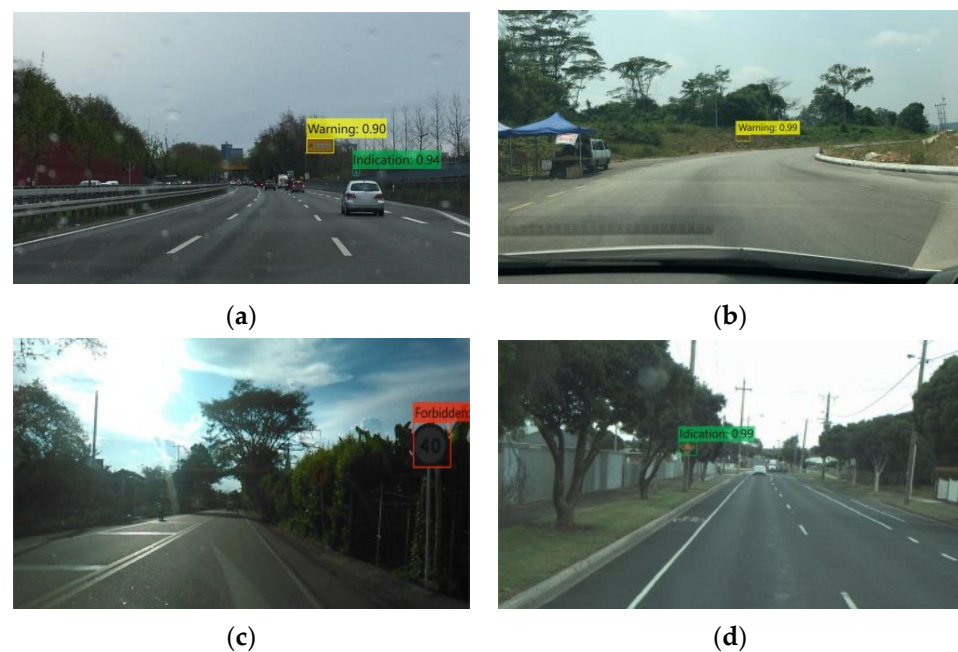 Warning: 0.90
Indication: 0.94
Warning: 0.99
(a)
(b)
Forbidden:
40
Idication: 0.99
(c)
(d)